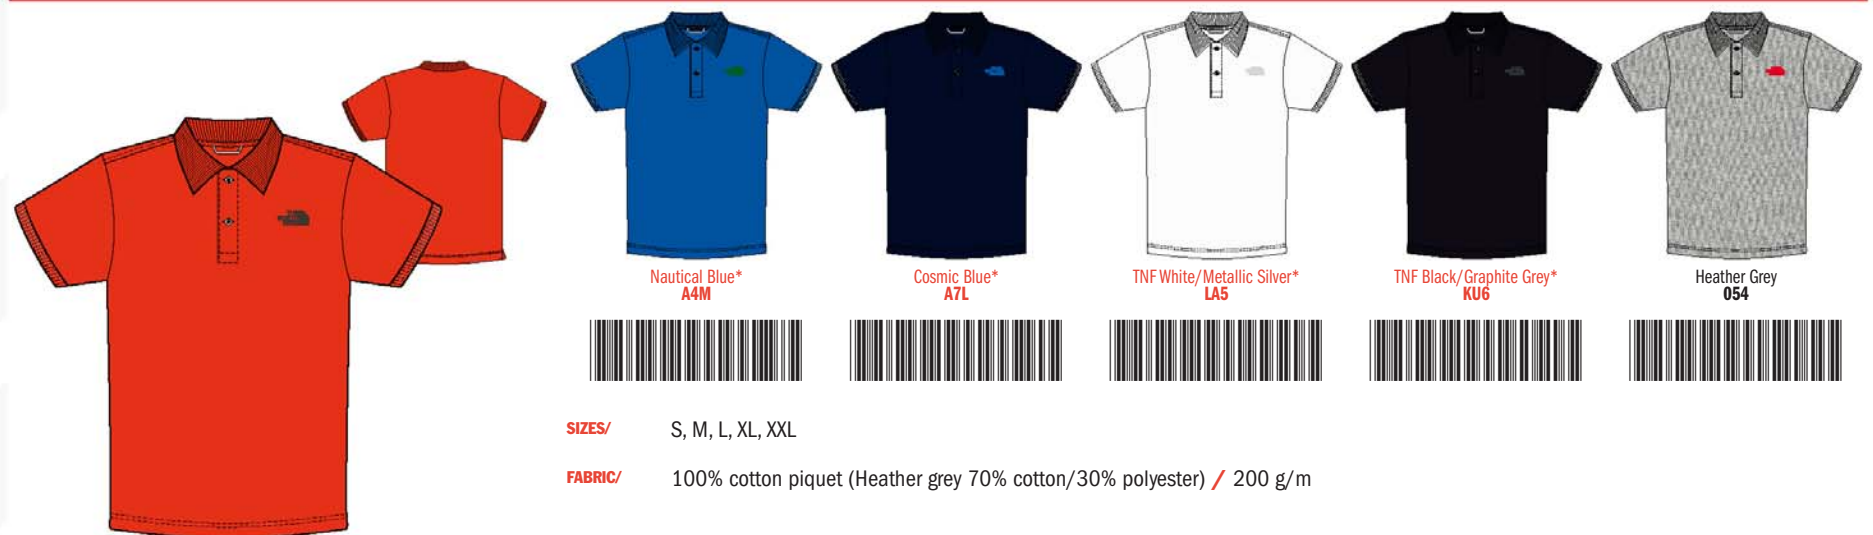 Nautical Blue*
A4M
Cosmic Blue*
A7L
TNF White/Metallic Silver*
LA5
TNF Black/Graphite Grey*
KU6
Heather Grey
054
SIZES/ S, M, L, XL, XXL
FABRIC/ 100% cotton piquet (Heather grey 70% cotton/30% polyester) / 200 g/m